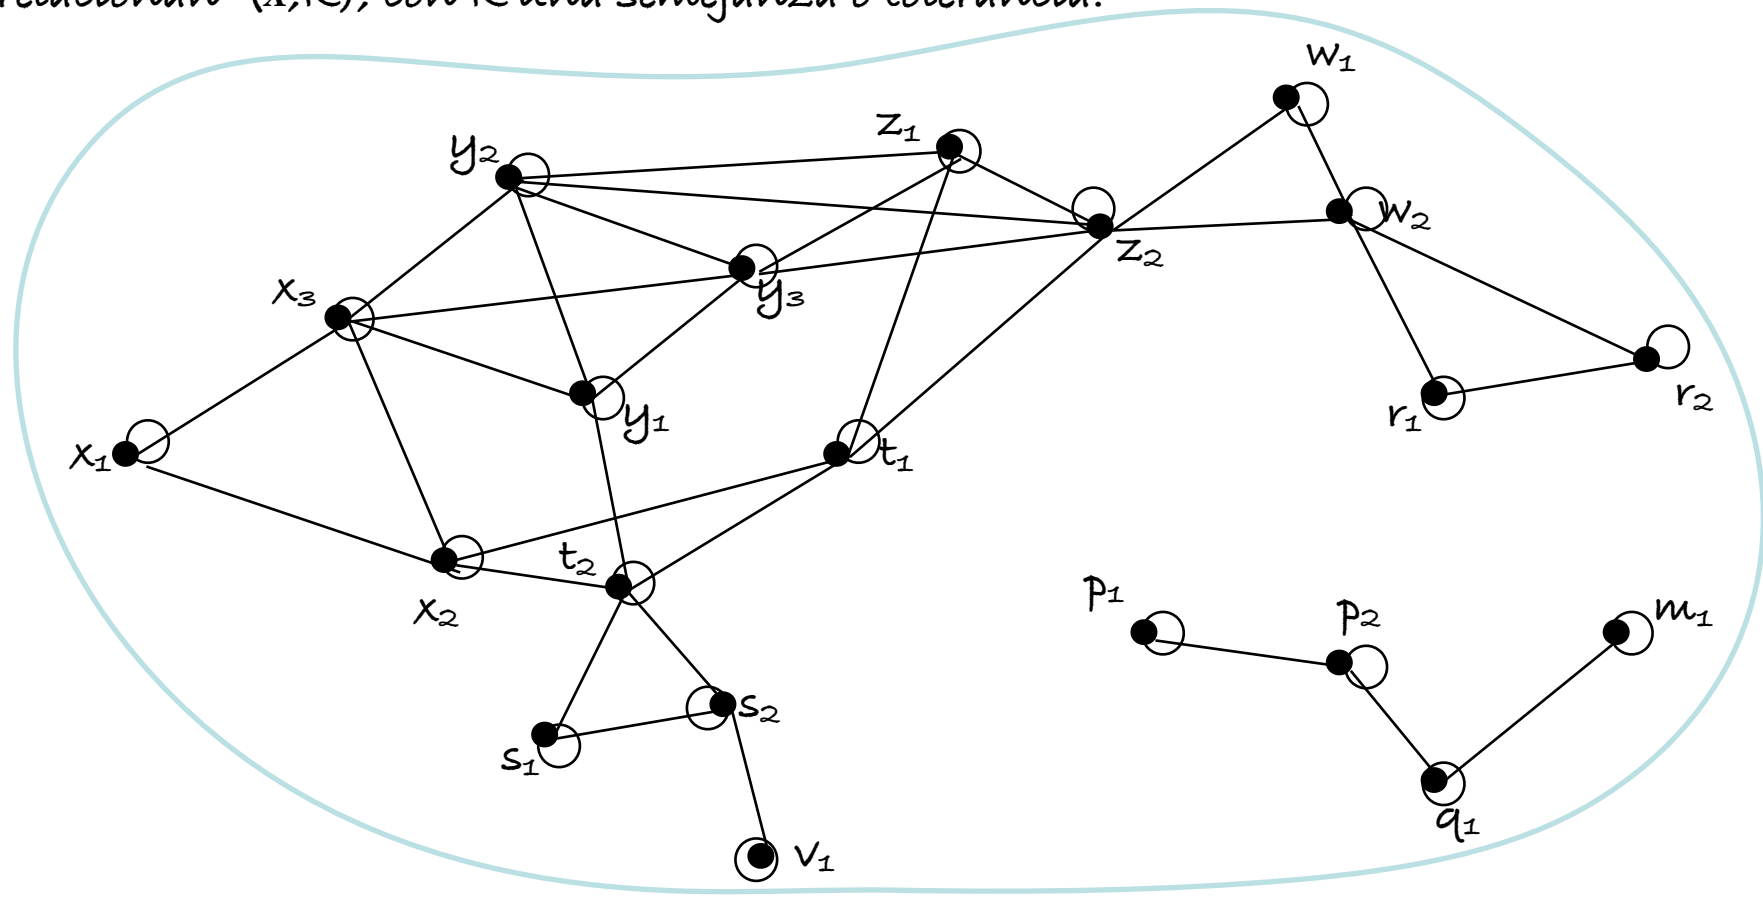 relacionan (X,R), con R una semejanza o tolerancia:
w₁
z₁
y₂
w₂
z₂
x₃
y₃
r₂
r₁
y₁
t₁
x₁
t₂
p₁
p₂
m₁
x₂
s₂
s₁
q₁
v₁